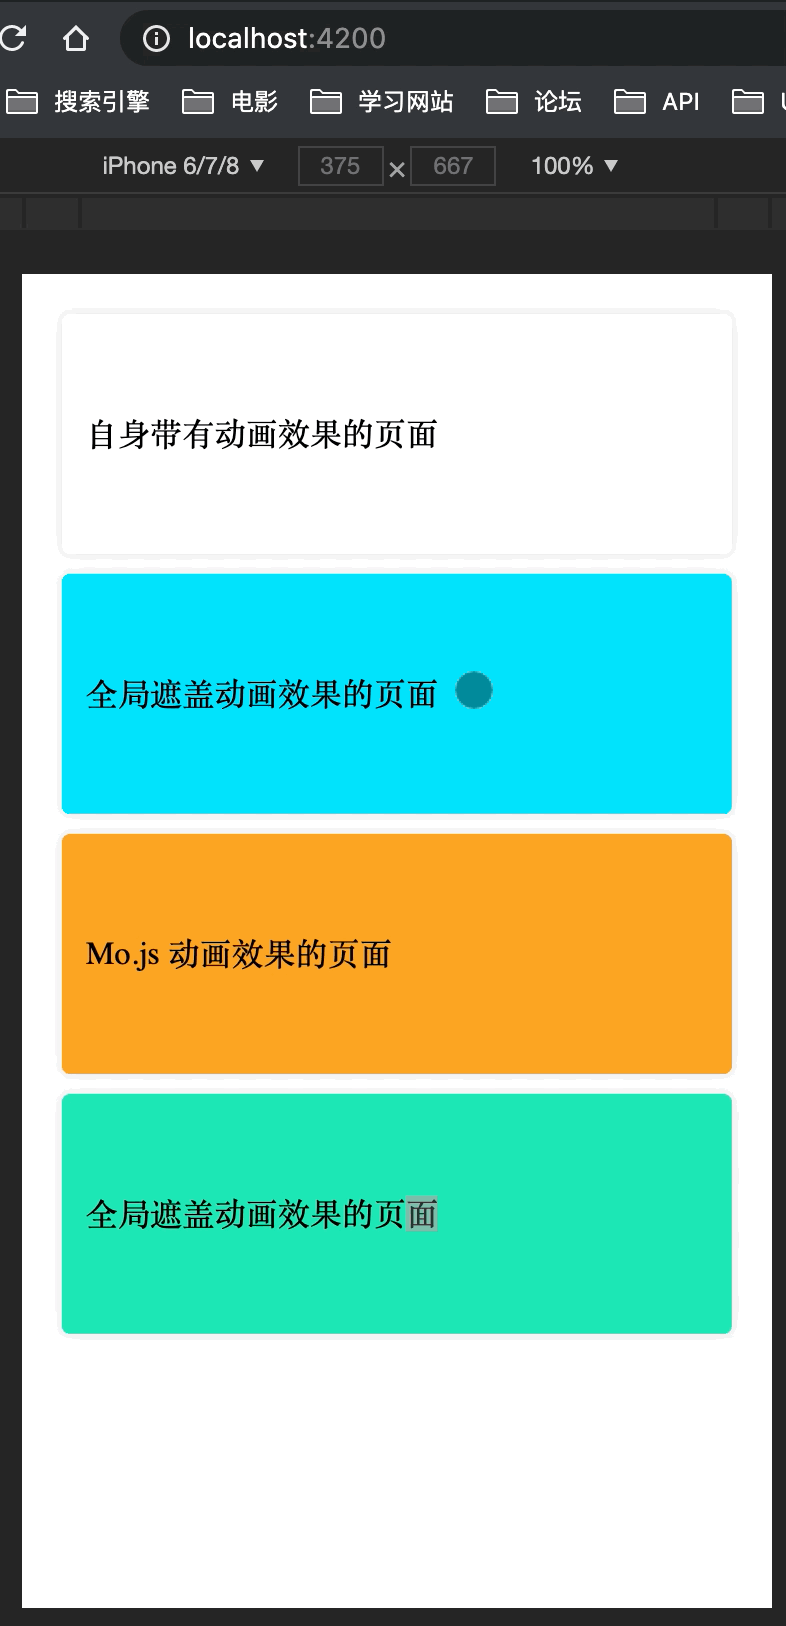 localhost:4200
搜索引擎 电影 学习网站 论坛 API
iPhone 6/7/8 ▼ 375 × 667 100% ▼
自身带有动画效果的页面
全局遮盖动画效果的页面
Mo.js 动画效果的页面
全局遮盖动画效果的页面